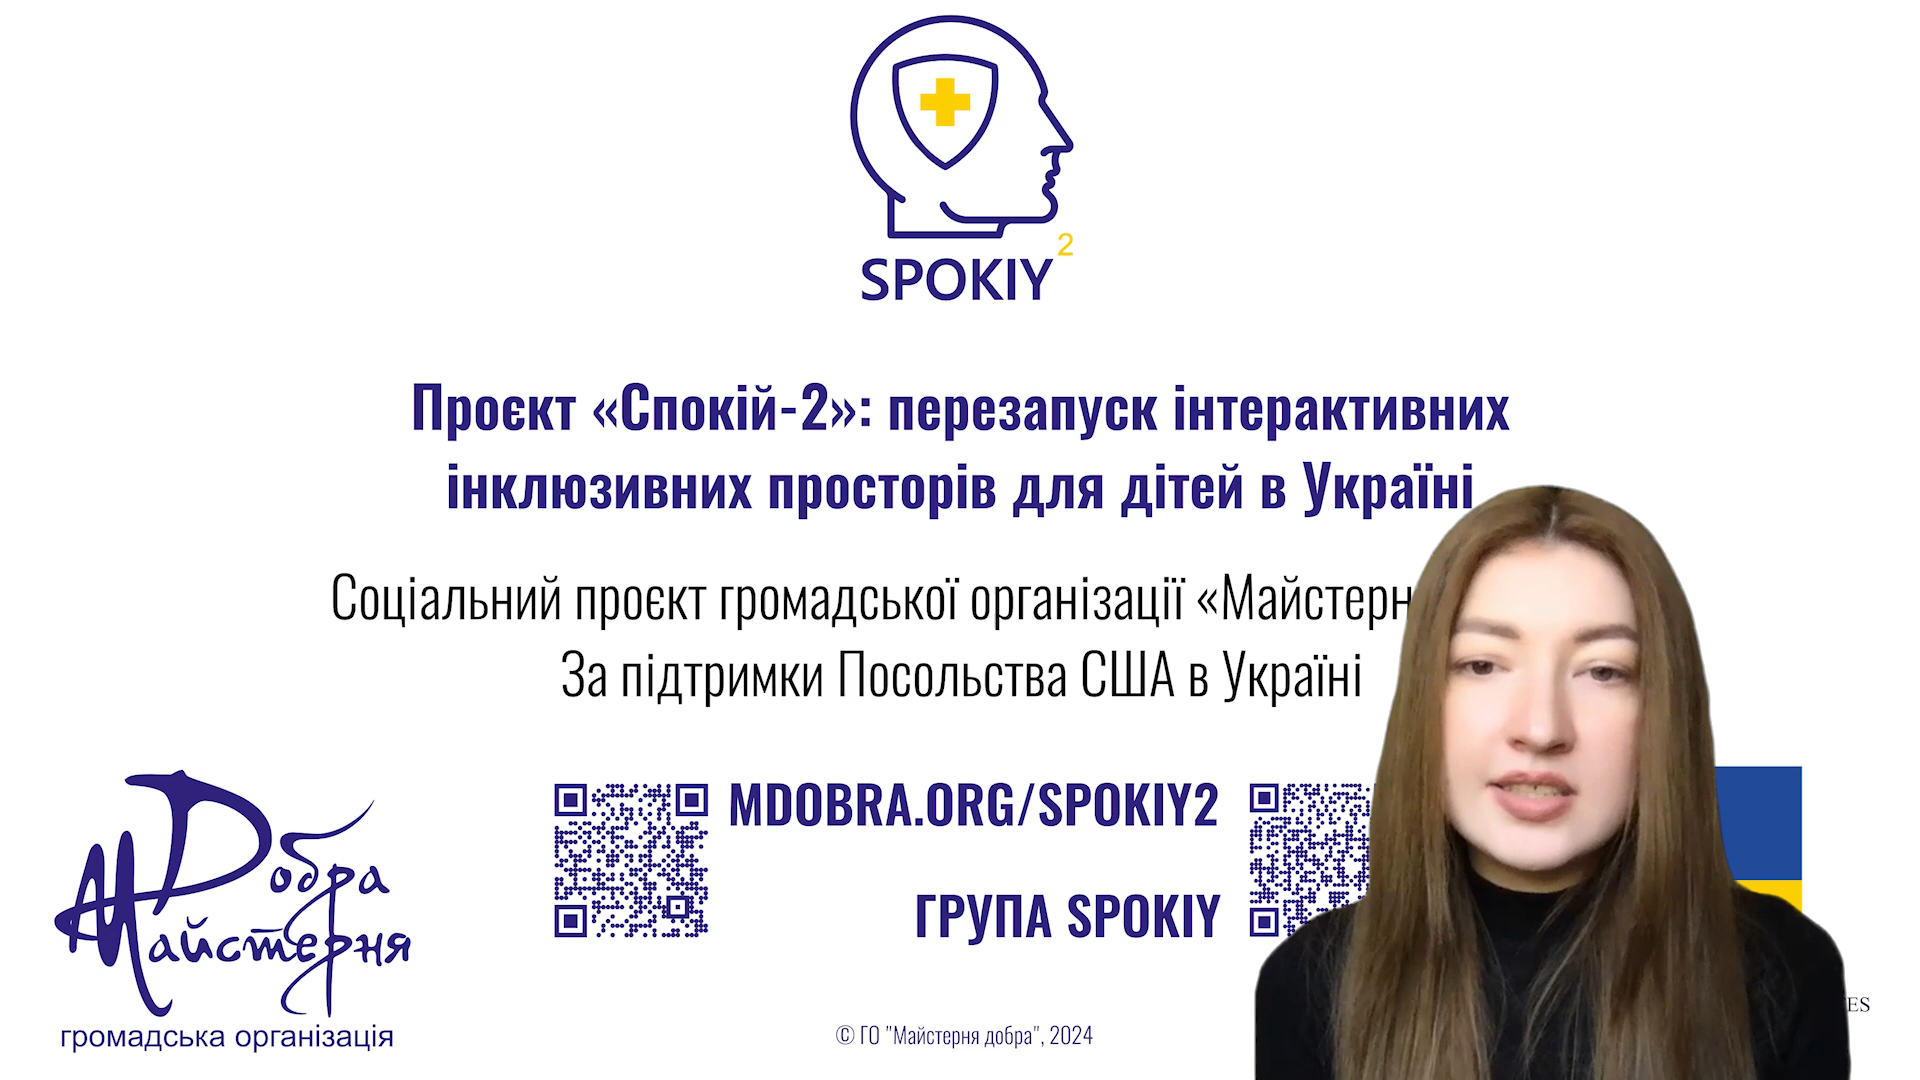 SPOKIY 2
Проєкт «Спокій-2»: перезапуск інтерактивних
інклюзивних просторів для дітей в Україні
Соціальний проєкт громадської організації
За підтримки Посольства США в Україні
MDOBRA.ORG/SPOKIY2
ГРУПА SPOKIY
Добра
Майстерня
громадська організація
© ГО "Майстерня добра", 2024